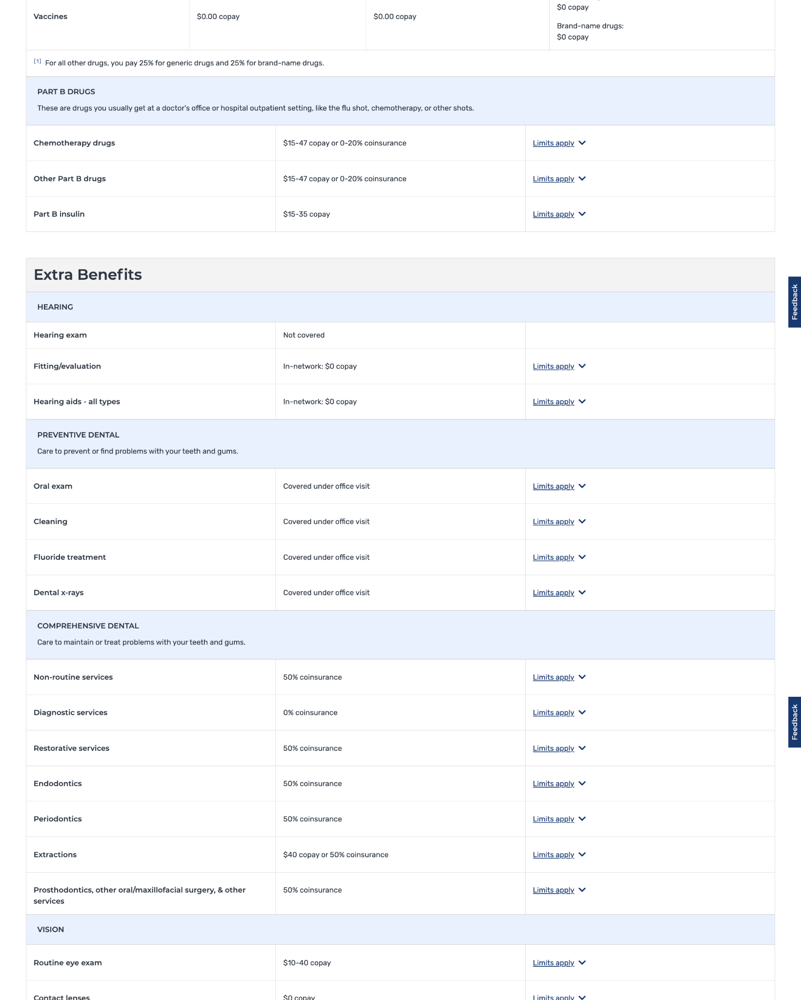 $0 copay
Vaccines $0.00 copay $0.00 copay
Brand-name drugs:
$0 copay
[1] For all other drugs, you pay 25% for generic drugs and 25% for brand-name drugs.
PART B DRUGS
These are drugs you usually get at a doctor's office or hospital outpatient setting, like the flu shot, chemotherapy, or other shots.
Chemotherapy drugs $15-47 copay or 0-20% coinsurance Limits apply
Other Part B drugs $15-47 copay or 0-20% coinsurance Limits apply
Part B insulin $15-35 copay Limits apply
Extra Benefits
HEARING
Feedback
Hearing exam Not covered
Fitting/evaluation In-network: $0 copay Limits apply
Hearing aids - all types In-network: $0 copay Limits apply
PREVENTIVE DENTAL
Care to prevent or find problems with your teeth and gums.
Oral exam Covered under office visit Limits apply
Cleaning Covered under office visit Limits apply
Fluoride treatment Covered under office visit Limits apply
Dental x-rays Covered under office visit Limits apply
COMPREHENSIVE DENTAL
Care to maintain or treat problems with your teeth and gums.
Non-routine services 50% coinsurance Limits apply
Diagnostic services 0% coinsurance Limits apply
Feedback
Restorative services 50% coinsurance Limits apply
Endodontics 50% coinsurance Limits apply
Periodontics 50% coinsurance Limits apply
Extractions $40 copay or 50% coinsurance Limits apply
Prosthodontics, other oral/maxillofacial surgery, & other 50% coinsurance Limits apply
services
VISION
Routine eye exam $10-40 copay Limits apply
Contact lenses $0 copay Limits apply